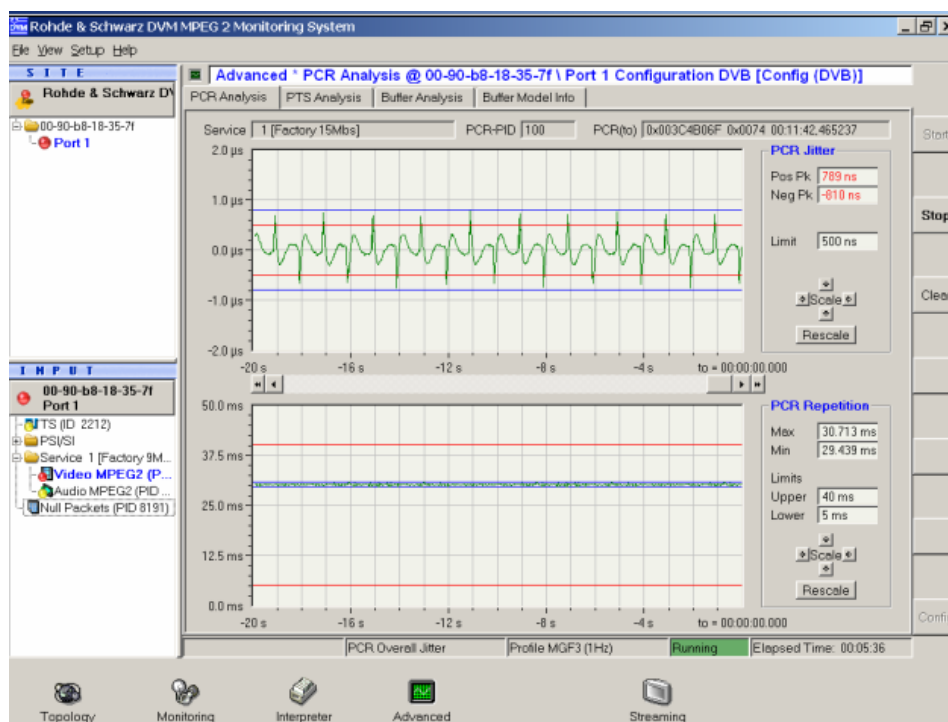 Rohde & Schwarz DVM MPEG 2 Monitoring System
File View Setup Help
SITE
Rohde & Schwarz DV
00-90-b8-18-35-7f
Port 1
Advanced * PCR Analysis @ 00-90-b8-18-35-7f \ Port 1 Configuration DVB [Config (DVB)]
PCR Analysis PTS Analysis Buffer Analysis Buffer Model Info
Service 1 [Factory 15Mbs] PCR-PID 100 PCR(to) 0x003C4B06F 0x0074 00:11:42.465237
2.0 µs
1.0 µs
0.0 µs
-1.0 µs
-2.0 µs
-20 s -16 s -12 s -8 s -4 s to = 00:00:00.000
PCR Jitter
Pos Pk 789 ns
Neg Pk -810 ns
Limit 500 ns
Scale
Rescale
Start
Stop
Clea
Confi
INPUT
00-90-b8-18-35-7f
Port 1
TS (ID 2212)
PSI/SI
Service 1 [Factory 9M...
Video MPEG2 (P...
Audio MPEG2 (PID ...
Null Packets (PID 8191)
50.0 ms
37.5 ms
25.0 ms
12.5 ms
0.0 ms
-20 s -16 s -12 s -8 s -4 s to = 00:00:00.000
PCR Repetition
Max 30.713 ms
Min 29.439 ms
Limits
Upper 40 ms
Lower 5 ms
Scale
Rescale
PCR Overall Jitter Profile MGF3 (1Hz) Running Elapsed Time: 00:05:36
Topology Monitoring Interpreter Advanced Streaming